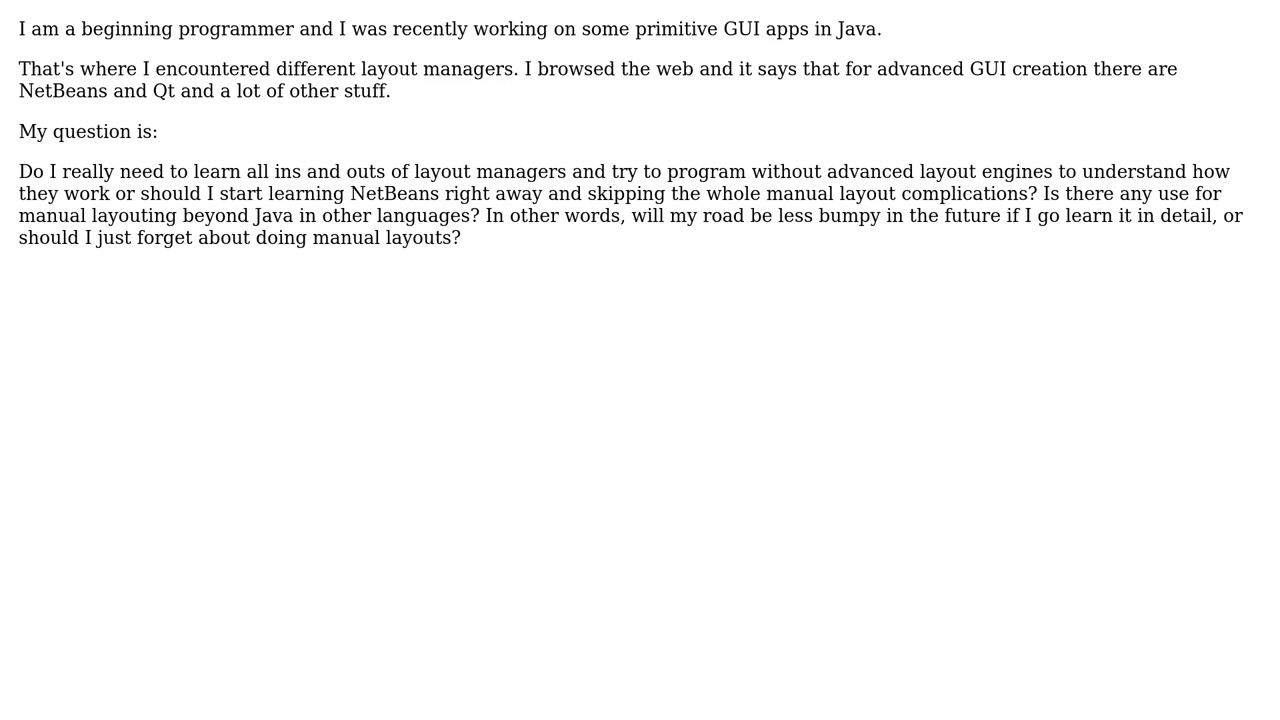 I am a beginning programmer and I was recently working on some primitive GUI apps in Java.
That's where I encountered different layout managers. I browsed the web and it says that for advanced GUI creation there are
NetBeans and Qt and a lot of other stuff.
My question is:
Do I really need to learn all ins and outs of layout managers and try to program without advanced layout engines to understand how
they work or should I start learning NetBeans right away and skipping the whole manual layout complications? Is there any use for
manual layouting beyond Java in other languages? In other words, will my road be less bumpy in the future if I go learn it in detail, or
should I just forget about doing manual layouts?